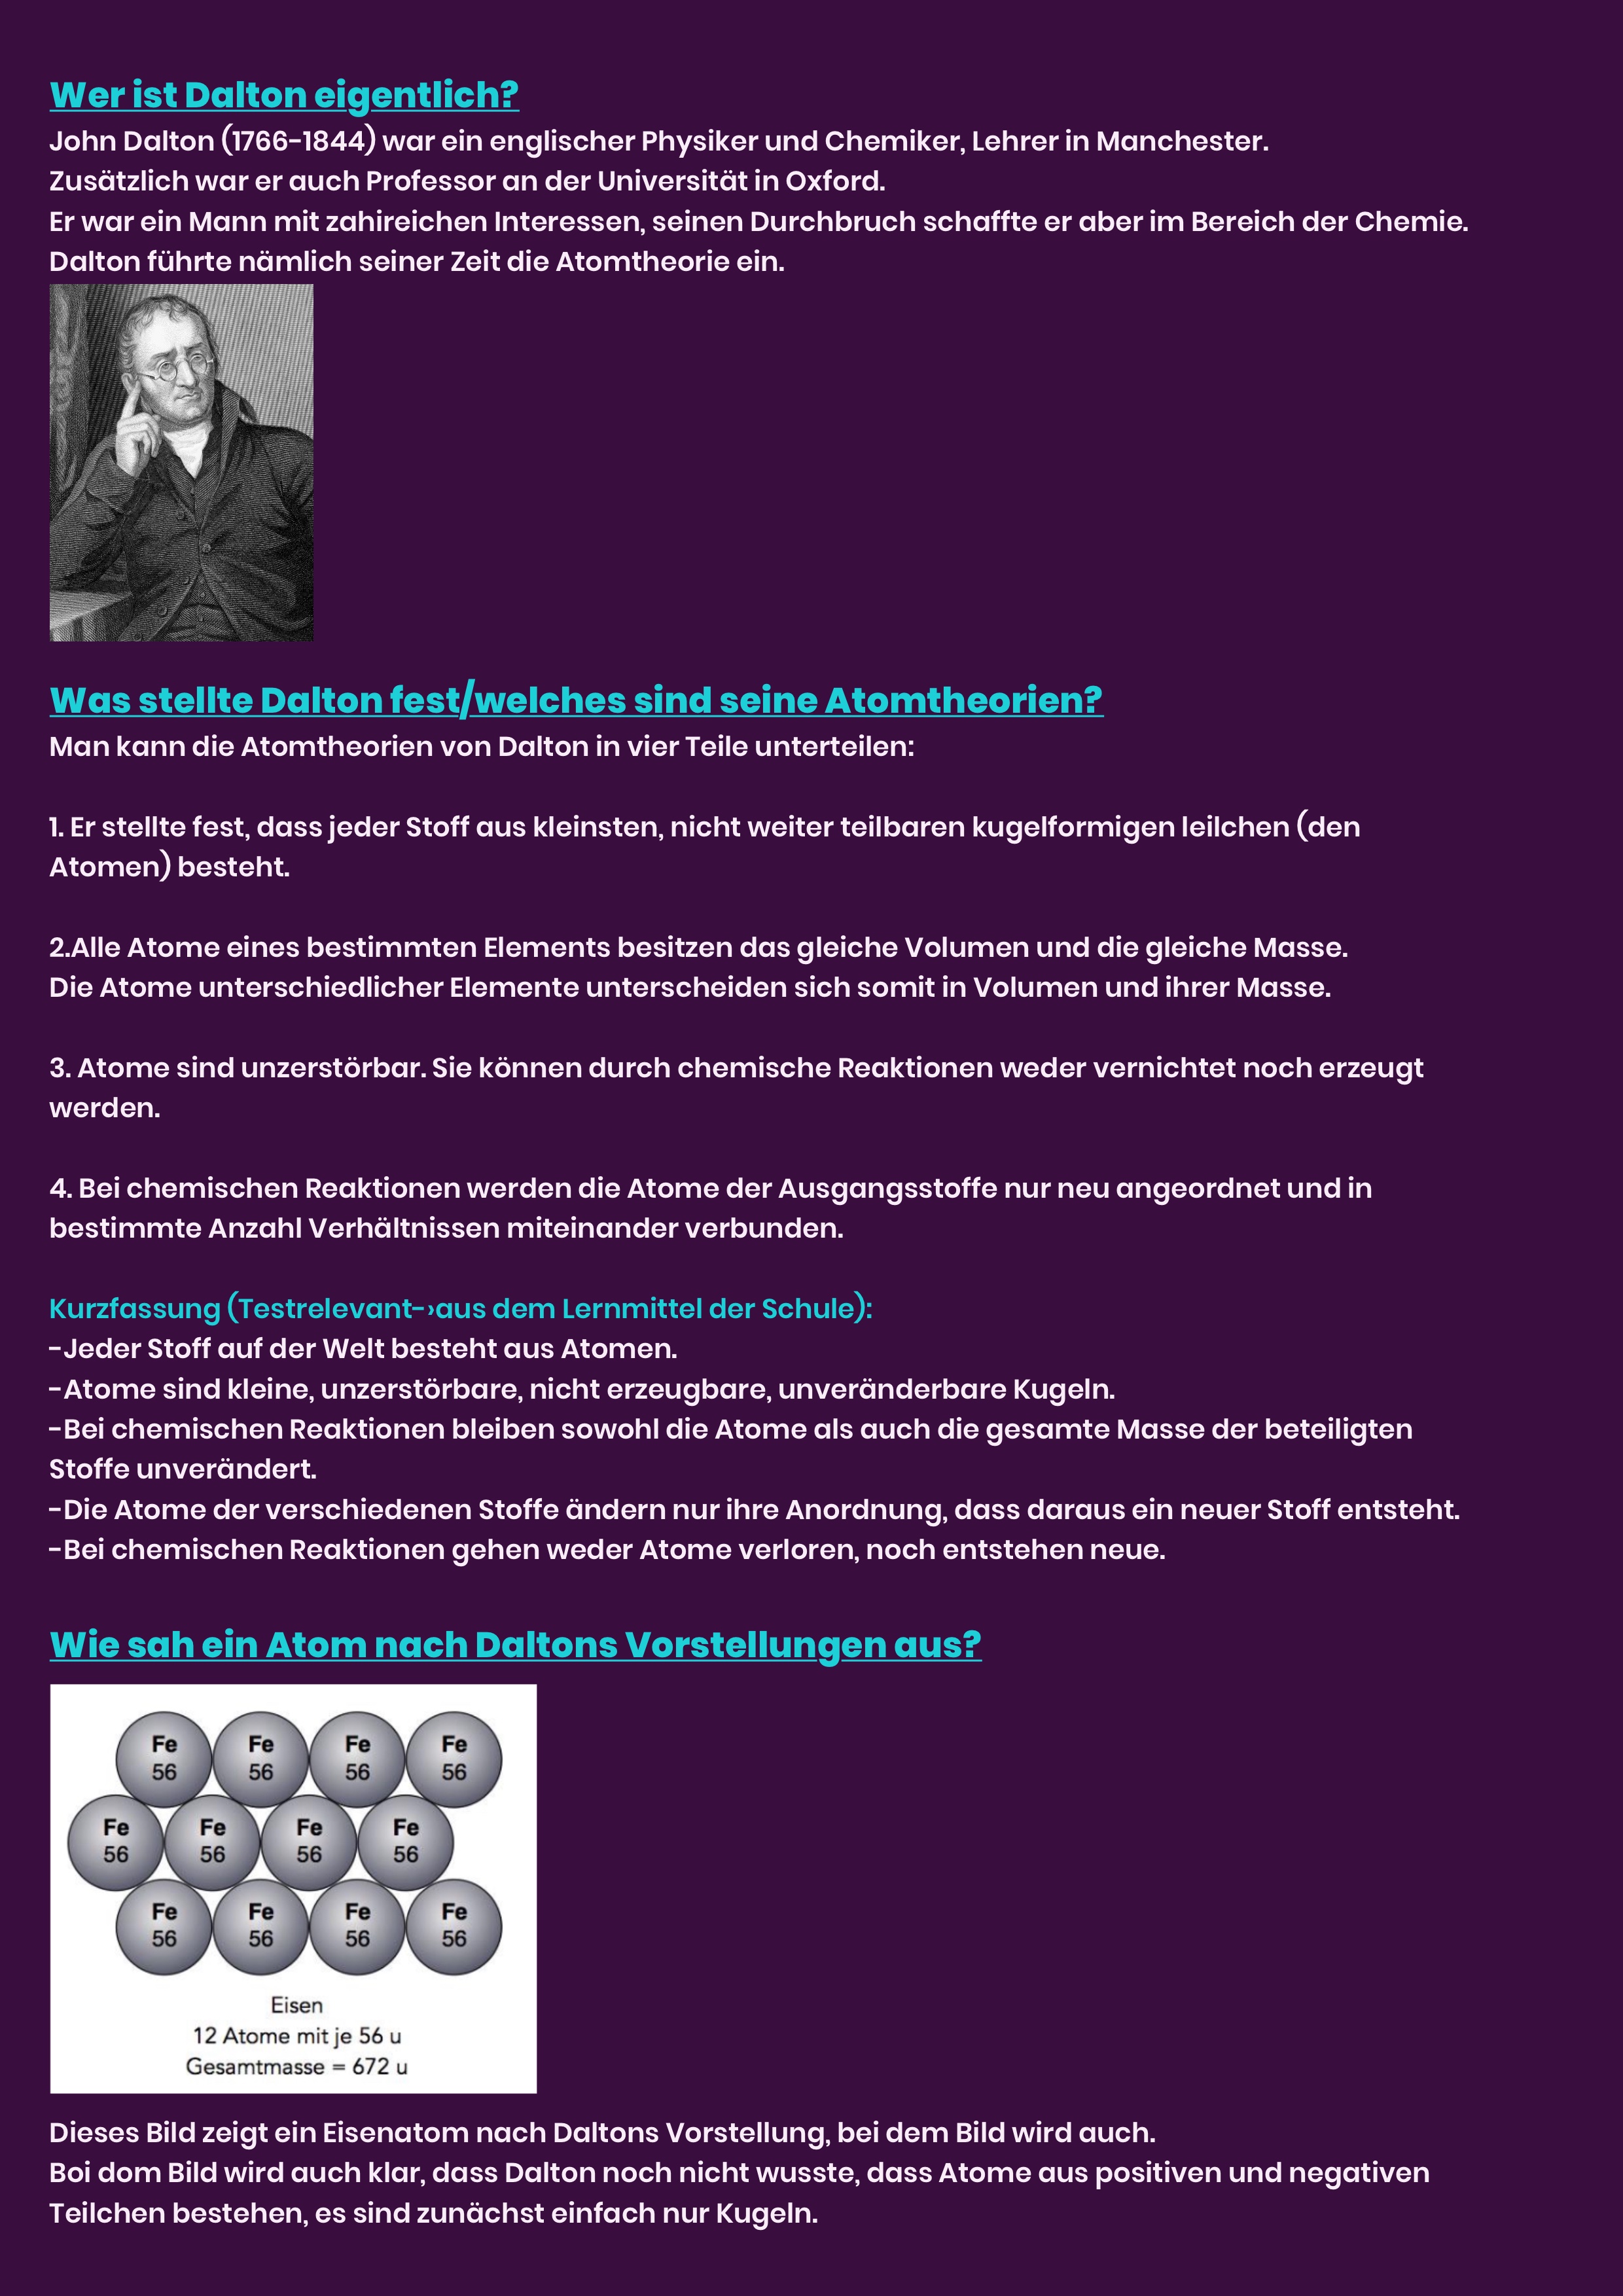 Wer ist Dalton eigentlich?
John Dalton (1766-1844) war ein englischer Physiker und Chemiker, Lehrer in Manchester.
Zusätzlich war er auch Professor an der Universität in Oxford.
Er war ein Mann mit zahireichen Interessen, seinen Durchbruch schaffte er aber im Bereich der Chemie.
Dalton führte nämlich seiner Zeit die Atomtheorie ein.
Was stellte Dalton fest/welches sind seine Atomtheorien?
Man kann die Atomtheorien von Dalton in vier Teile unterteilen:
1. Er stellte fest, dass jeder Stoff aus kleinsten, nicht weiter teilbaren kugelformigen leilchen (den
Atomen) besteht.
2.Alle Atome eines bestimmten Elements besitzen das gleiche Volumen und die gleiche Masse.
Die Atome unterschiedlicher Elemente unterscheiden sich somit in Volumen und ihrer Masse.
3. Atome sind unzerstörbar. Sie können durch chemische Reaktionen weder vernichtet noch erzeugt
werden.
4. Bei chemischen Reaktionen werden die Atome der Ausgangsstoffe nur neu angeordnet und in
bestimmte Anzahl Verhältnissen miteinander verbunden.
Kurzfassung (Testrelevant-›aus dem Lernmittel der Schule):
-Jeder Stoff auf der Welt besteht aus Atomen.
-Atome sind kleine, unzerstörbare, nicht erzeugbare, unveränderbare Kugeln.
-Bei chemischen Reaktionen bleiben sowohl die Atome als auch die gesamte Masse der beteiligten
Stoffe unverändert.
-Die Atome der verschiedenen Stoffe ändern nur ihre Anordnung, dass daraus ein neuer Stoff entsteht.
-Bei chemischen Reaktionen gehen weder Atome verloren, noch entstehen neue.
Wie sah ein Atom nach Daltons Vorstellungen aus?
Fe Fe Fe Fe
56 56 56 56
Fe Fe Fe Fe
56 56 56 56
Fe Fe Fe Fe
56 56 56 56
Eisen
12 Atome mit je 56 u
Gesamtmasse = 672 u
Dieses Bild zeigt ein Eisenatom nach Daltons Vorstellung, bei dem Bild wird auch.
Boi dom Bild wird auch klar, dass Dalton noch nicht wusste, dass Atome aus positiven und negativen
Teilchen bestehen, es sind zunächst einfach nur Kugeln.